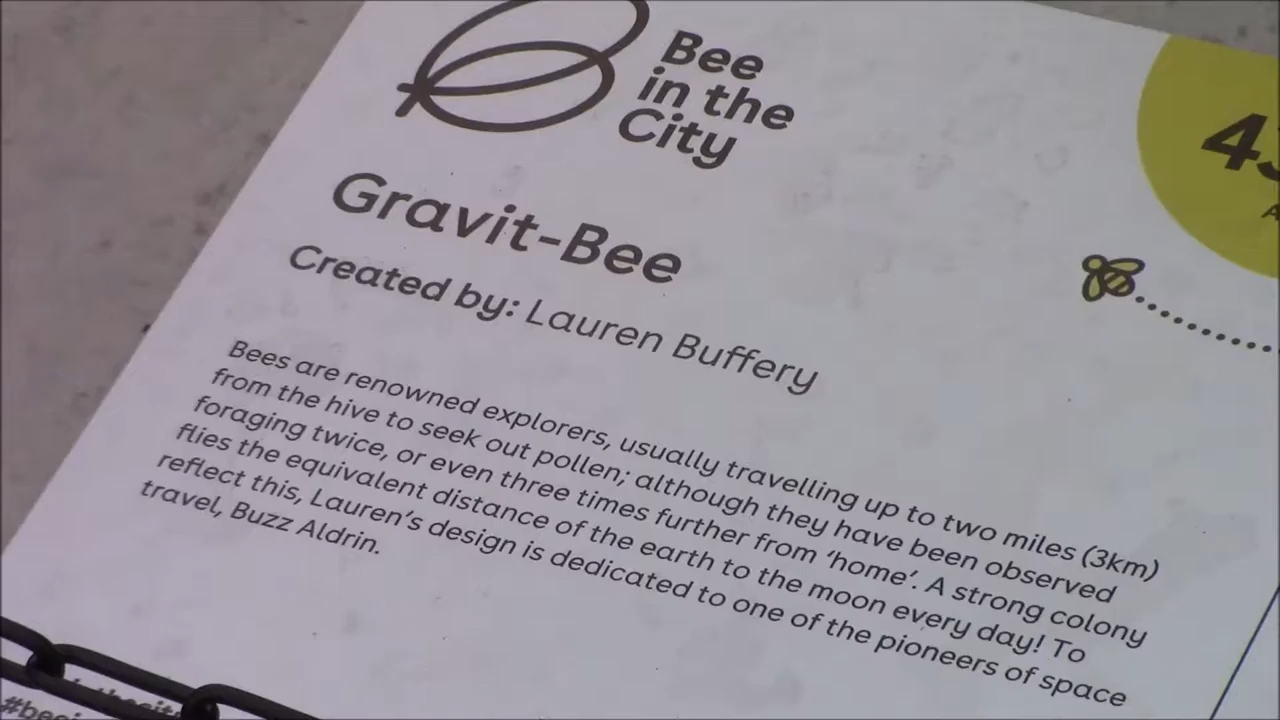 Bee
in the
City
Gravit-Bee
Created by: Lauren Buffery
Bees are renowned explorers, usually travelling up to two miles (3km)
from the hive to seek out pollen; although they have been observed
foraging twice, or even three times further from ‘home’. A strong colony
flies the equivalent distance of the earth to the moon every day! To
reflect this, Lauren’s design is dedicated to one of the pioneers of space
travel, Buzz Aldrin.